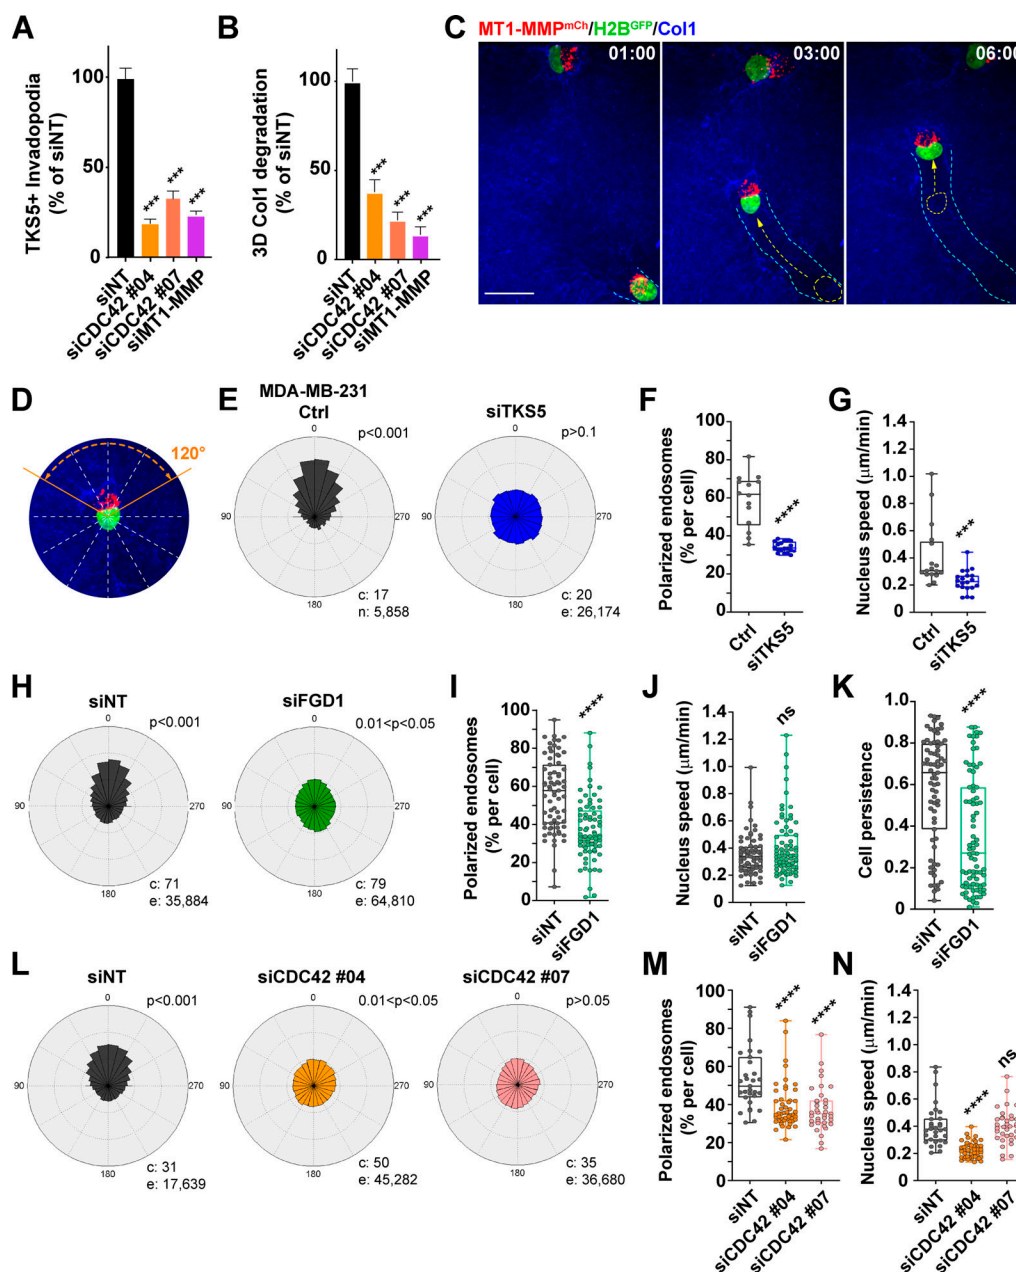 A
TKS5+ Invadopodia
(% of siNT)
100%
50%
0
***
***
***
siNT
siCDC42 #04
siCDC42 #07
siMT1-MMP
B
3D Col1 degradation
(% of siNT)
100%
50%
0
***
***
***
siNT
siCDC42 #04
siCDC42 #07
siMT1-MMP
C
MT1-MMPmCh/H2BGFP/Col1
01:00
03:00
06:00
D
120°
E
MDA-MB-231
Ctrl
0
p<0.001
90
270
180
c: 17
n: 5,858
siTKS5
0
p>0.1
90
270
180
c: 20
e: 26,174
F
Polarized endosomes
(% per cell)
100
80
60
40
20
0
****
Ctrl
siTKS5
G
Nucleus speed (μm/min)
1.4
1.2
1.0
0.8
0.6
0.4
0.2
0
***
Ctrl
siTKS5
H
siNT
0
p<0.001
90
270
180
c: 71
e: 35,884
siFGD1
0
0.01<p<0.05
90
270
180
c: 79
e: 64,810
I
Polarized endosomes
(% per cell)
100
80
60
40
20
0
****
siNT
siFGD1
J
Nucleus speed (μm/min)
1.4
1.2
1.0
0.8
0.6
0.4
0.2
0
ns
siNT
siFGD1
K
Cell persistence
1.0
0.8
0.6
0.4
0.2
0
****
siNT
siFGD1
L
siNT
0
p<0.001
90
270
180
c: 31
e: 17,639
siCDC42 #04
0
0.01<p<0.05
90
270
180
c: 50
e: 45,282
siCDC42 #07
0
p>0.05
90
270
180
c: 35
e: 36,680
M
Polarized endosomes
(% per cell)
100
80
60
40
20
0
****
****
siNT
siCDC42 #04
siCDC42 #07
N
Nucleus speed (μm/min)
1.4
1.2
1.0
0.8
0.6
0.4
0.2
0
****
ns
siNT
siCDC42 #04
siCDC42 #07